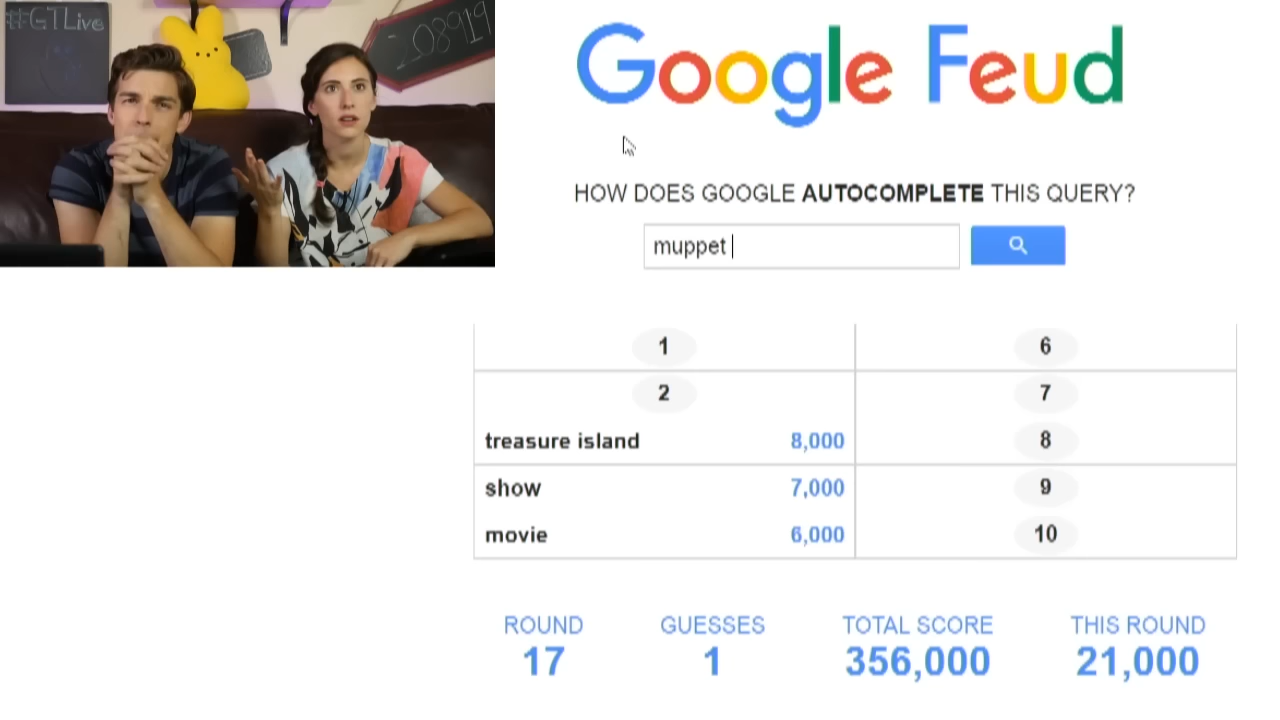 #GTLive
08919
Google Feud
HOW DOES GOOGLE AUTOCOMPLETE THIS QUERY?
muppet
1 6
2 7
treasure island 8,000 8
show 7,000 9
movie 6,000 10
ROUND GUESSES TOTAL SCORE THIS ROUND
17 1 356,000 21,000